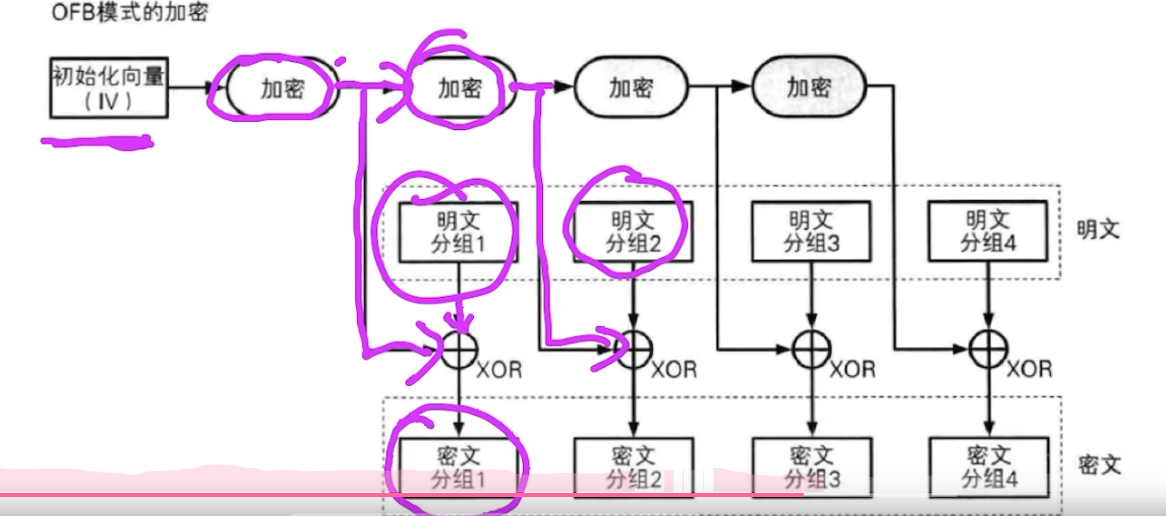 OFB模式的加密
初始化向量
（IV）
加密
加密
加密
加密
明文
分组1
明文
分组2
明文
分组3
明文
分组4
明文
XOR
XOR
XOR
XOR
密文
分组1
密文
分组2
密文
分组3
密文
分组4
密文